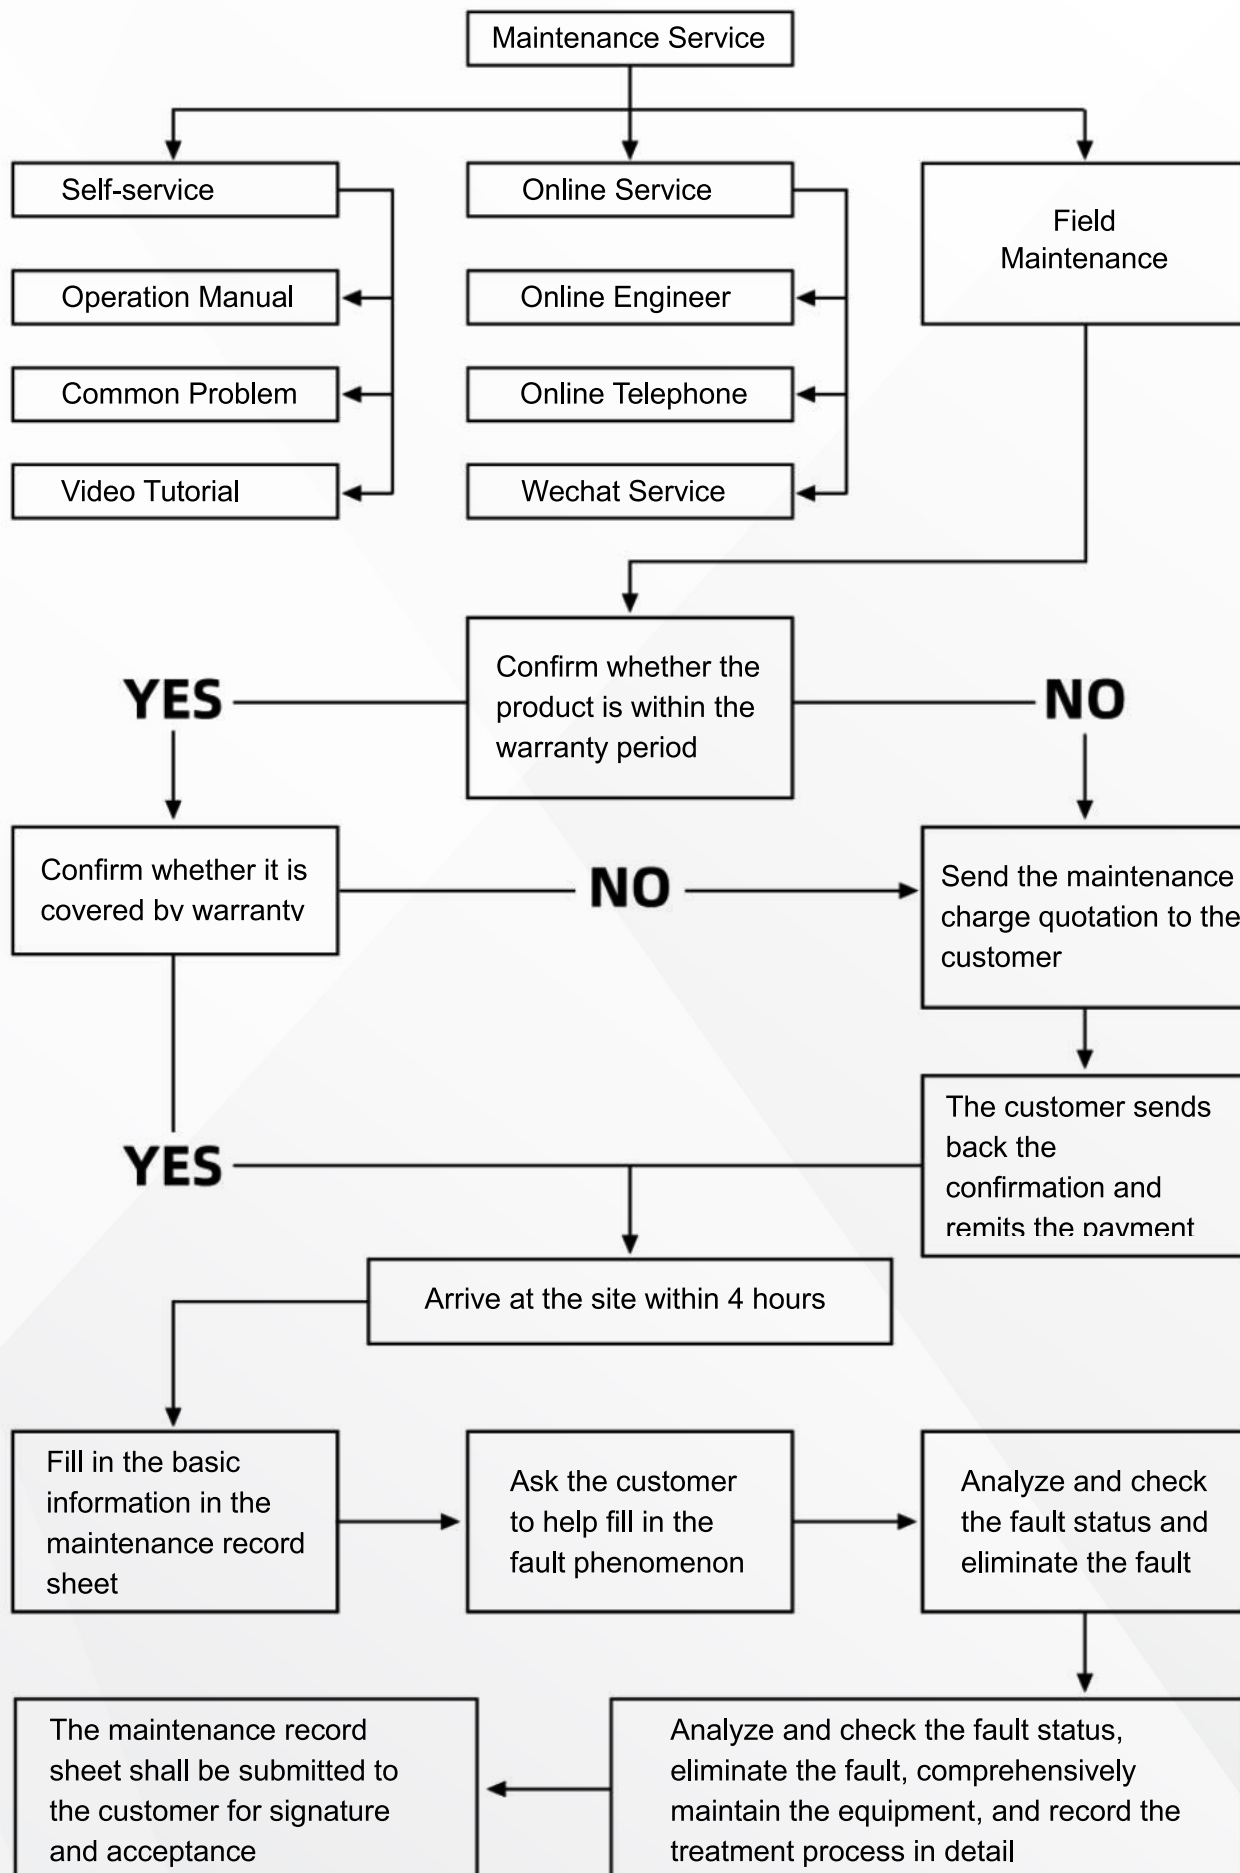 Maintenance Service
Self-service
Online Service
Field
Maintenance
Operation Manual
Online Engineer
Common Problem
Online Telephone
Video Tutorial
Wechat Service
Confirm whether the
product is within the
warranty period
YES
NO
Confirm whether it is
covered by warranty
NO
Send the maintenance
charge quotation to the
customer
The customer sends
back the
confirmation and
remits the payment
YES
Arrive at the site within 4 hours
Fill in the basic
information in the
maintenance record
sheet
Ask the customer
to help fill in the
fault phenomenon
Analyze and check
the fault status and
eliminate the fault
The maintenance record
sheet shall be submitted to
the customer for signature
and acceptance
Analyze and check the fault status,
eliminate the fault, comprehensively
maintain the equipment, and record the
treatment process in detail